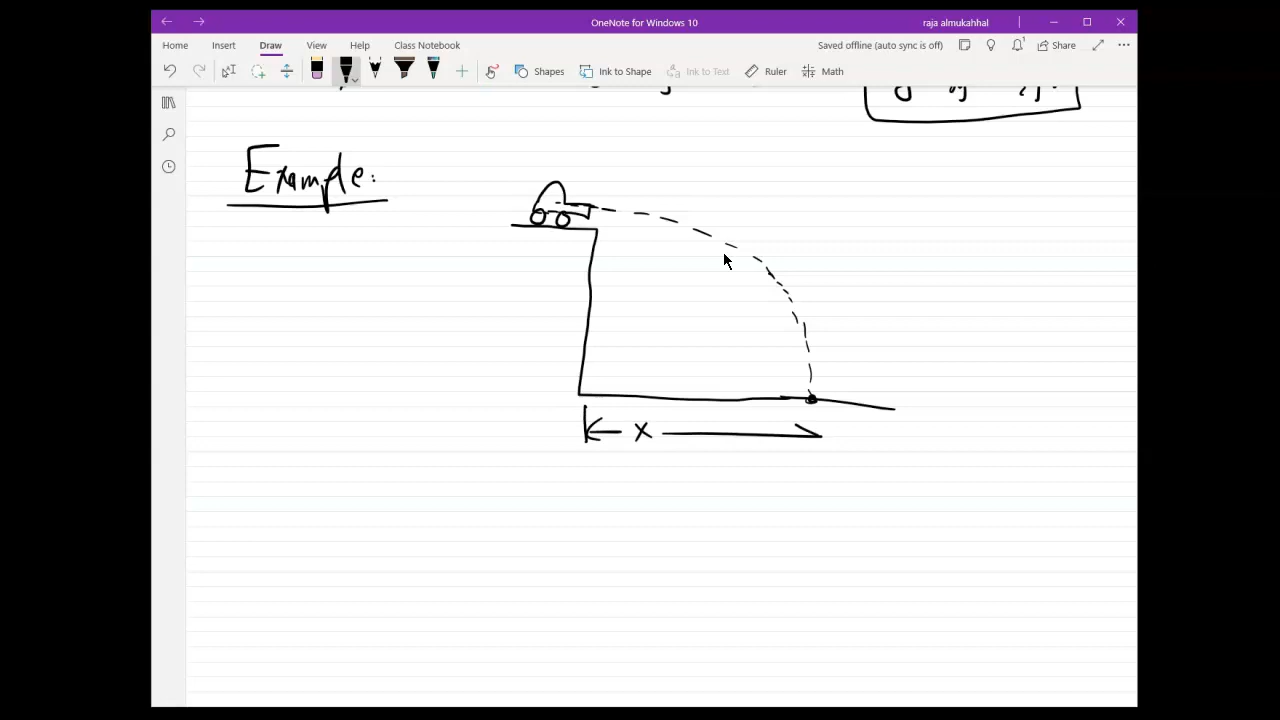 OneNote for Windows 10
raja almukahhal
Home Insert Draw View Help Class Notebook
Saved offline (auto sync is off)
Share
Shapes
Ink to Shape
Ink to Text
Ruler
Math
Example:
x